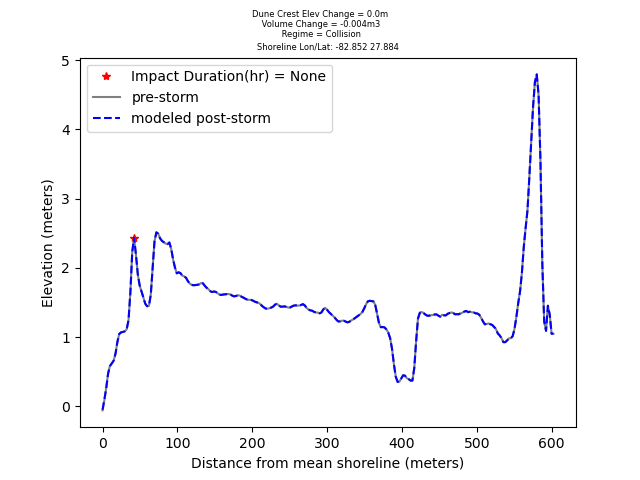 Dune Crest Elev Change = 0.0m
Volume Change = -0.004m3
Regime = Collision
Shoreline Lon/Lat: -82.852 27.884
Impact Duration(hr) = None
pre-storm
modeled post-storm
Elevation (meters)
5
4
3
2
1
0
0 100 200 300 400 500 600
Distance from mean shoreline (meters)